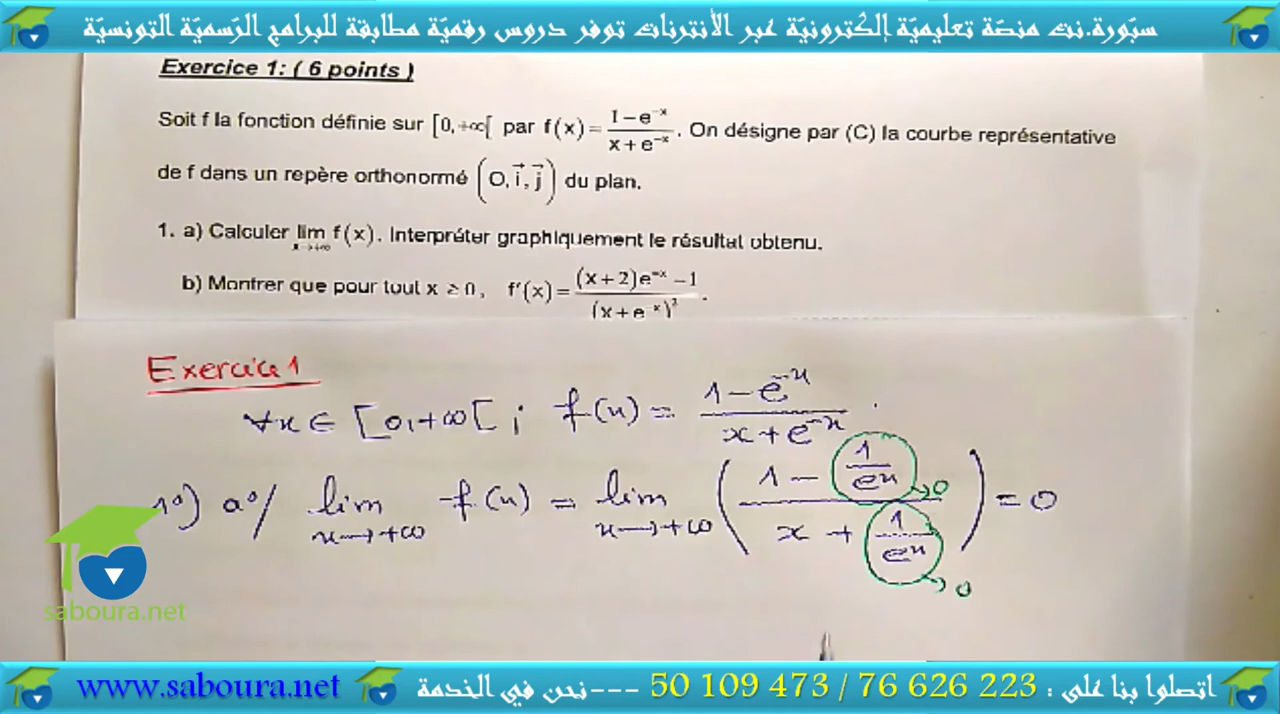 سبّورة.نت منصّة تعليميّة إلكترونيّة عبر الأنترنات توفر دروس رقميّة مطابقة للبرامج الرّسميّة التونسيّة
Exercice 1: ( 6 points )
Soit f la fonction définie sur [0,+∞[ par f(x) = (1−e^{−x})/(x+e^{−x}). On désigne par (C) la courbe représentative
de f dans un repère orthonormé (O, i⃗, j⃗) du plan.
1. a) Calculer lim_{x→+∞} f(x). Interpréter graphiquement le résultat obtenu.
b) Montrer que pour tout x ≥ 0, f'(x) = ((x+2)e^{−x} −1)/(x+e^{−x})².
Exercice 1
∀x ∈ [0,+∞[ ; f(x) = (1−e^{−x})/(x+e^{−x}).
1°) a°/ lim_{x→+∞} f(x) = lim_{x→+∞} ((1 − 1/e^x)/(x + 1/e^x)) = 0
→0
→0
saboura.net
www.saboura.net
اتصلوا بنا على : 50 109 473 / 76 626 223 ---نحن في الخدمة